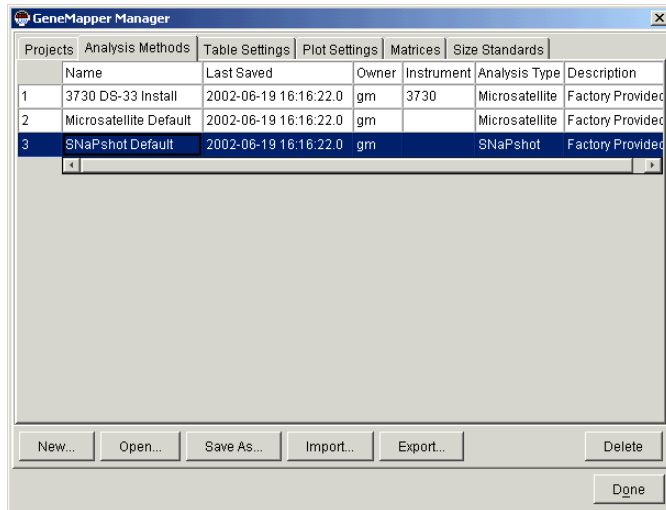 GeneMapper Manager
Projects Analysis Methods Table Settings Plot Settings Matrices Size Standards
Name Last Saved Owner Instrument Analysis Type Description
1 3730 DS-33 Install 2002-06-19 16:16:22.0 gm 3730 Microsatellite Factory Provided
2 Microsatellite Default 2002-06-19 16:16:22.0 gm Microsatellite Factory Provided
3 SNaPshot Default 2002-06-19 16:16:22.0 gm SNaPshot Factory Provided
New... Open... Save As... Import... Export... Delete
Done